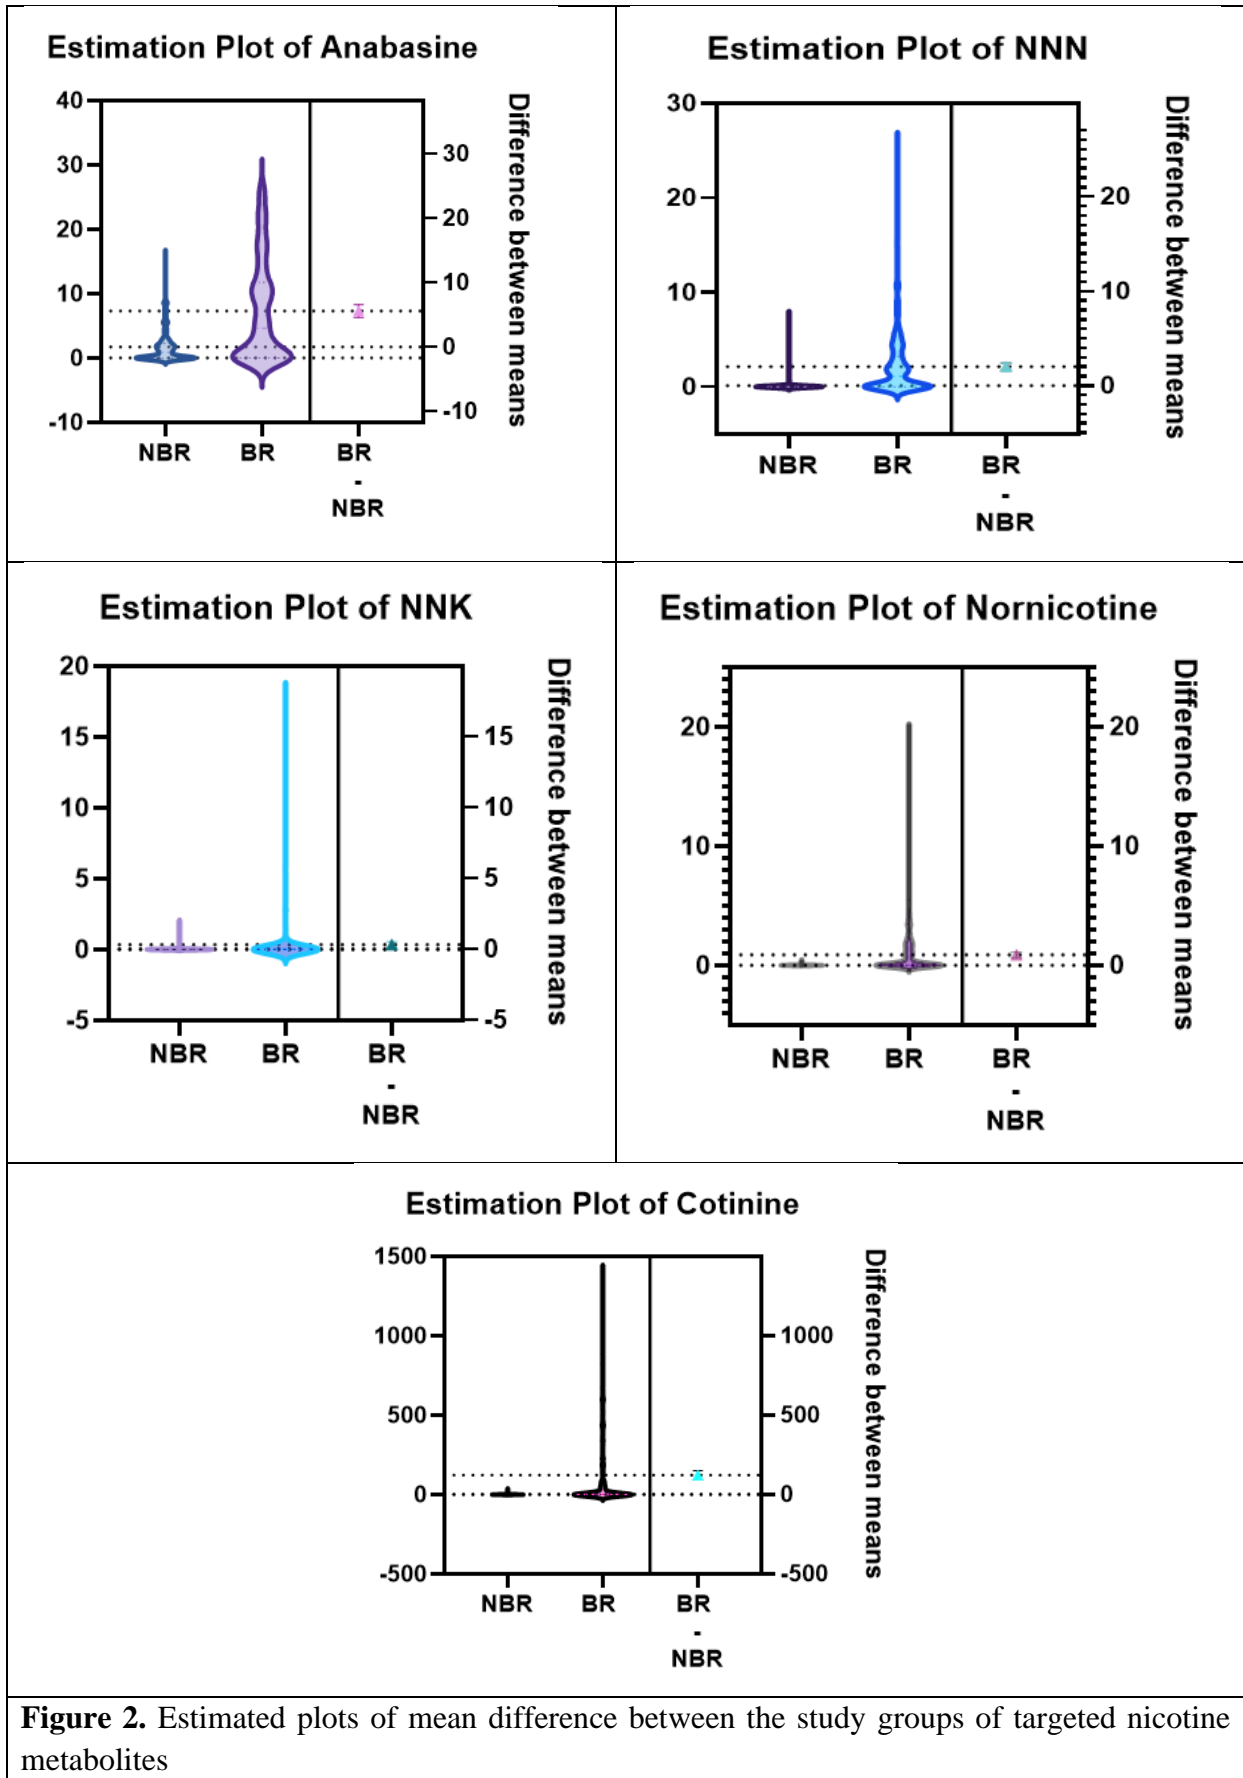 Estimation Plot of Anabasine
40
30
20
10
0
-10
30
20
10
0
-10
Difference between means
NBR
BR
BR
-
NBR
Estimation Plot of NNN
30
20
10
0
20
10
0
Difference between means
NBR
BR
BR
-
NBR
Estimation Plot of NNK
20
15
10
5
0
-5
15
10
5
0
-5
Difference between means
NBR
BR
BR
-
NBR
Estimation Plot of Nornicotine
20
10
0
20
10
0
Difference between means
NBR
BR
BR
-
NBR
Estimation Plot of Cotinine
1500
1000
500
0
-500
1000
500
0
-500
Difference between means
NBR
BR
BR
-
NBR
Figure 2. Estimated plots of mean difference between the study groups of targeted nicotine
metabolites